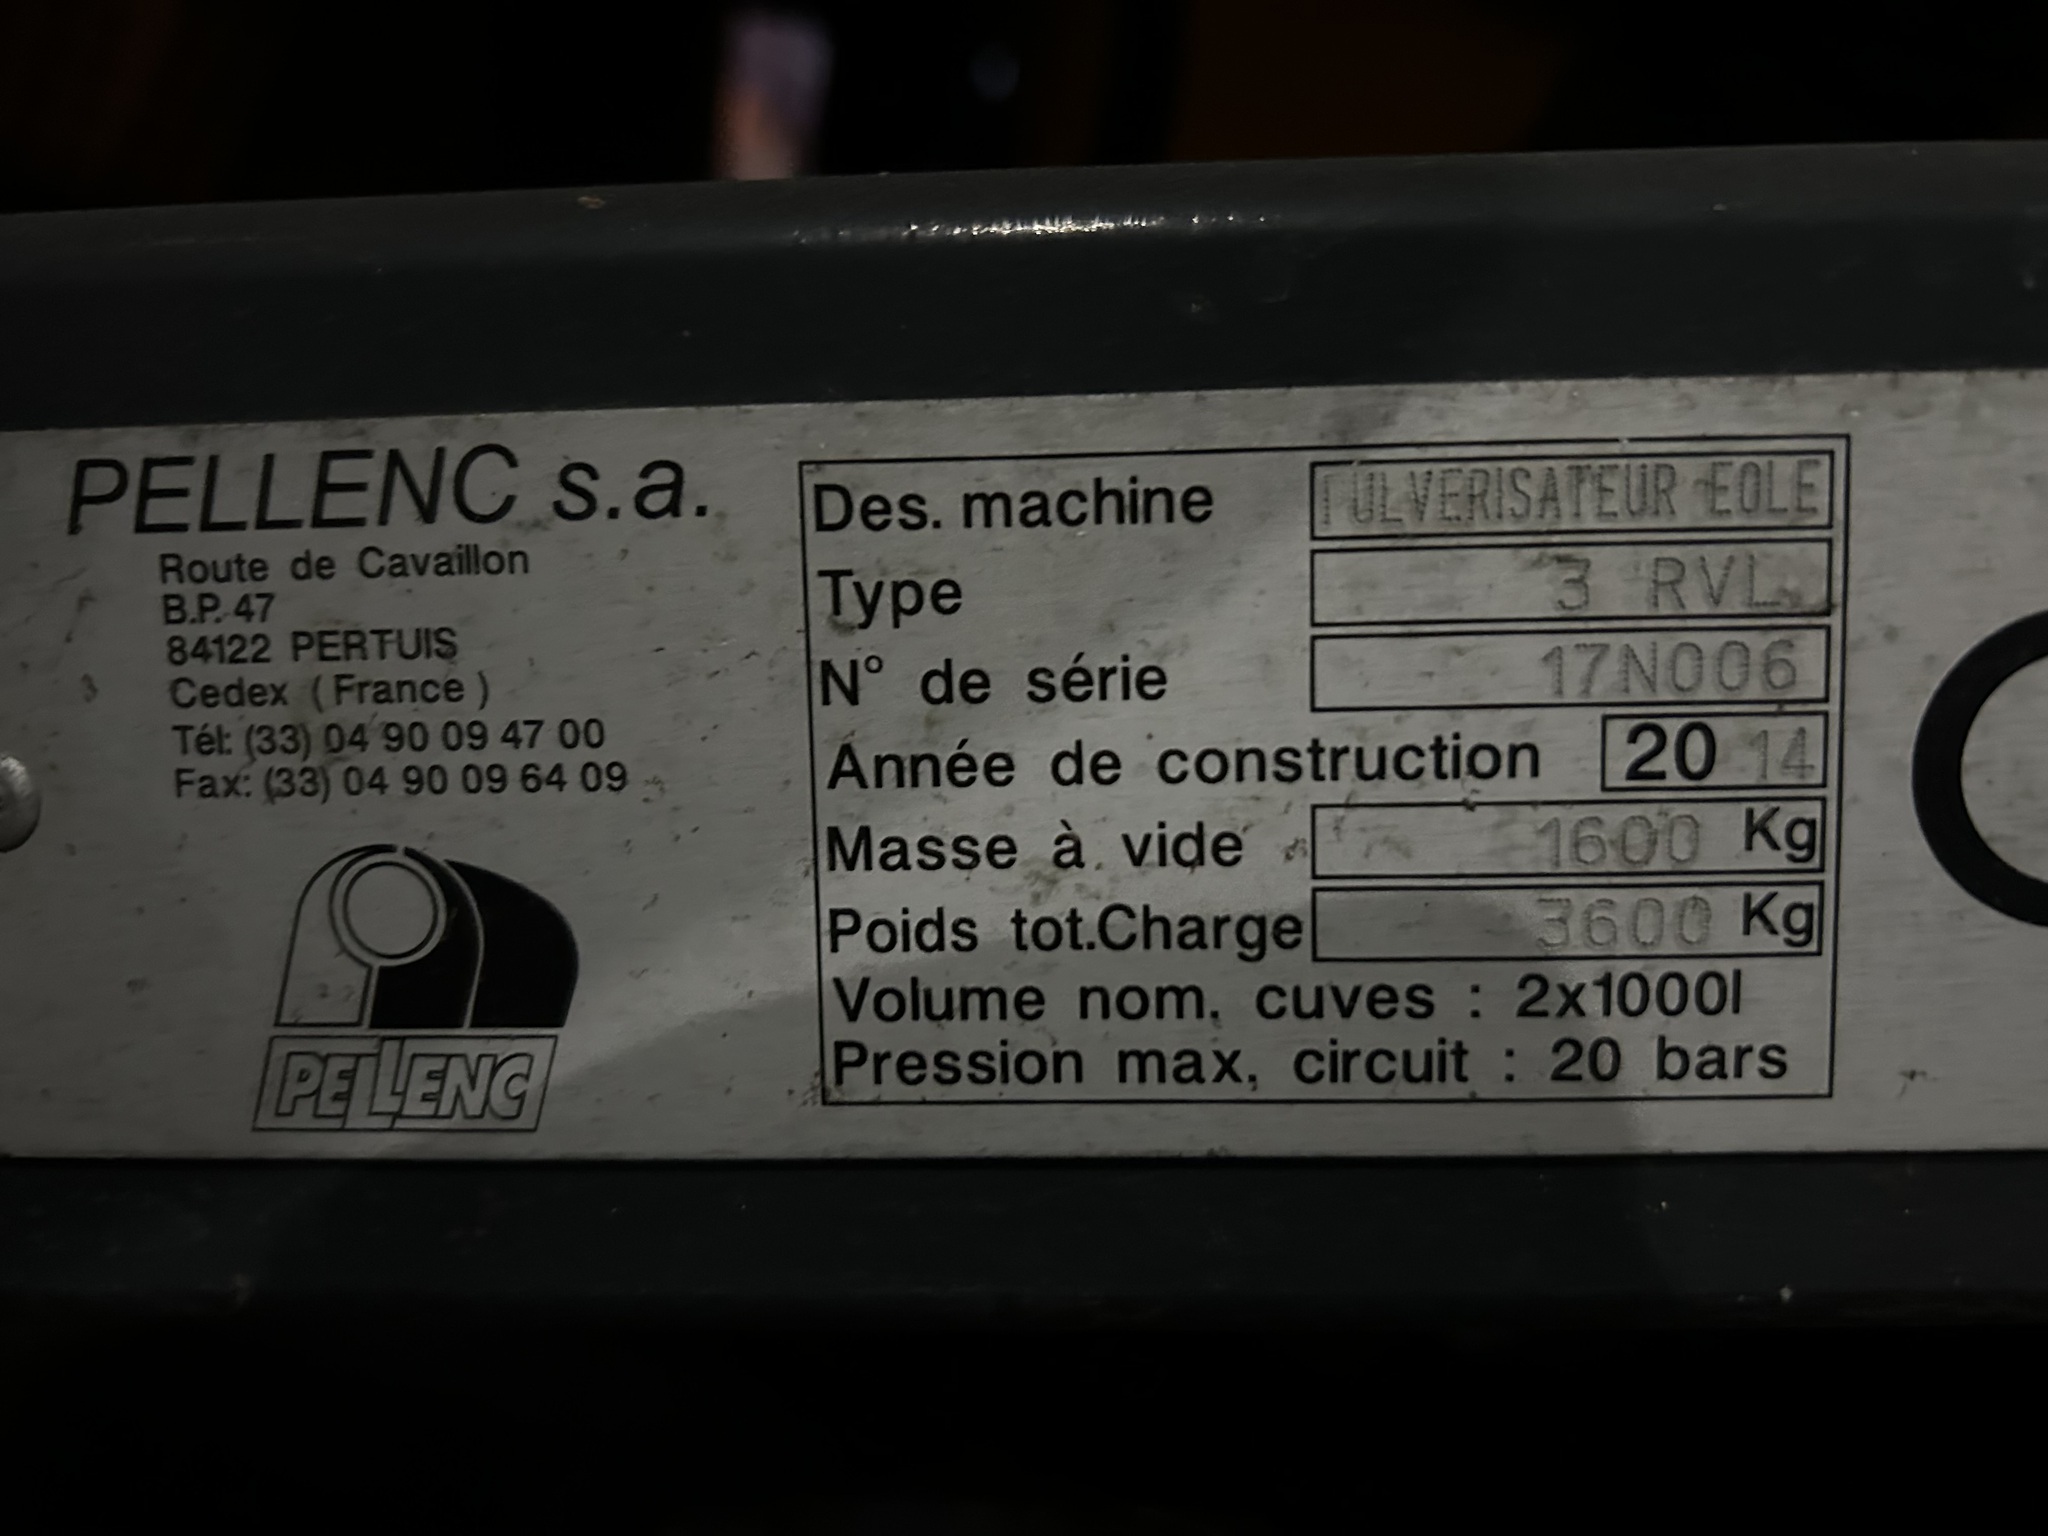 PELLENC s.a.
Route de Cavaillon
B.P. 47
84122 PERTUIS
Cedex (France)
Tél: (33) 04 90 09 47 00
Fax: (33) 04 90 09 64 09
PELLENC
Des. machine PULVERISATEUR EOLE
Type 3 RVL
N° de série 17N006
Année de construction 2014
Masse à vide 1600 Kg
Poids tot.Charge 3600 Kg
Volume nom. cuves : 2x1000l
Pression max. circuit : 20 bars